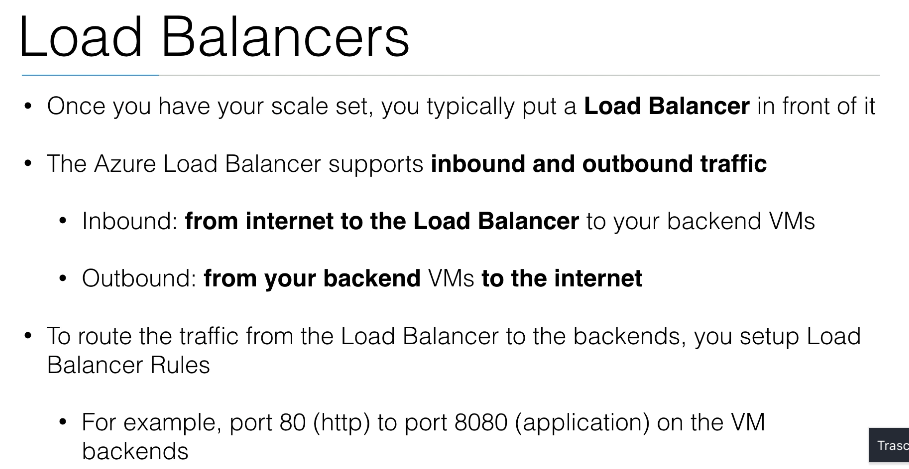 Load Balancers
• Once you have your scale set, you typically put a Load Balancer in front of it
• The Azure Load Balancer supports inbound and outbound traffic
• Inbound: from internet to the Load Balancer to your backend VMs
• Outbound: from your backend VMs to the internet
• To route the traffic from the Load Balancer to the backends, you setup Load
Balancer Rules
• For example, port 80 (http) to port 8080 (application) on the VM
backends
Trasc